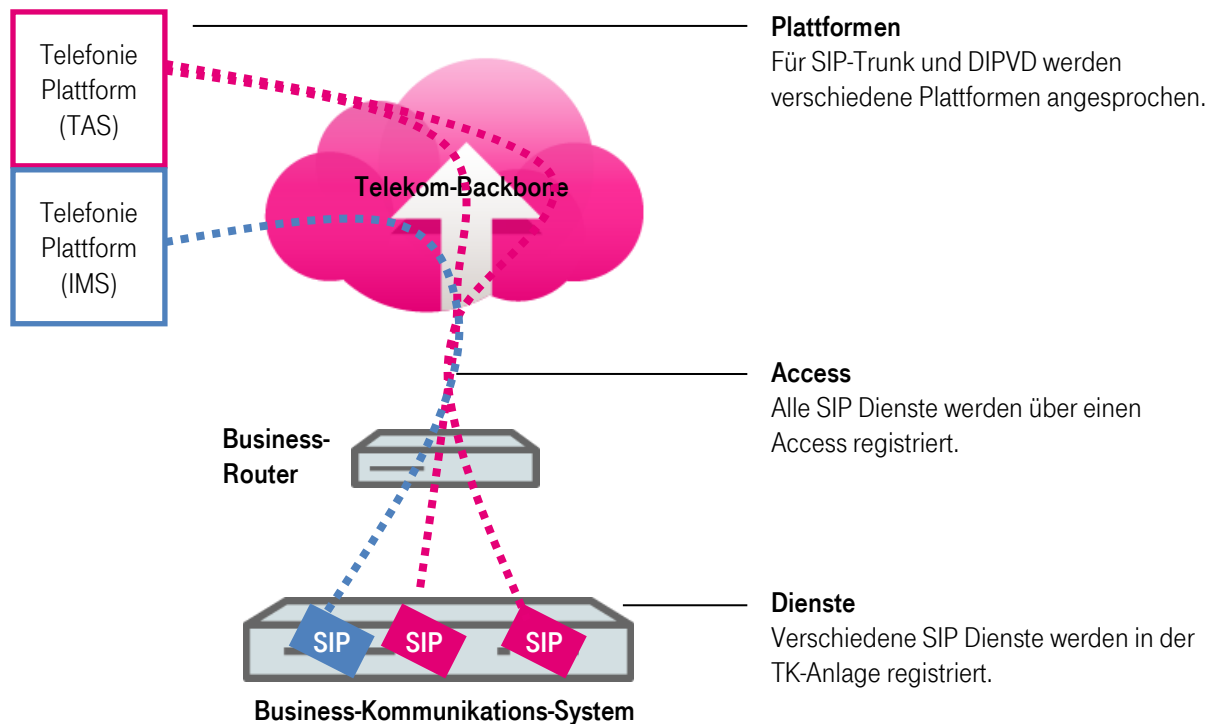 Telefonie
Plattform
(TAS)
Telefonie
Plattform
(IMS)
Telekom-Backbone
Plattformen
Für SIP-Trunk und DIPVD werden
verschiedene Plattformen angesprochen.
Access
Alle SIP Dienste werden über einen
Access registriert.
Business-
Router
Dienste
Verschiedene SIP Dienste werden in der
TK-Anlage registriert.
SIP
SIP
SIP
Business-Kommunikations-System